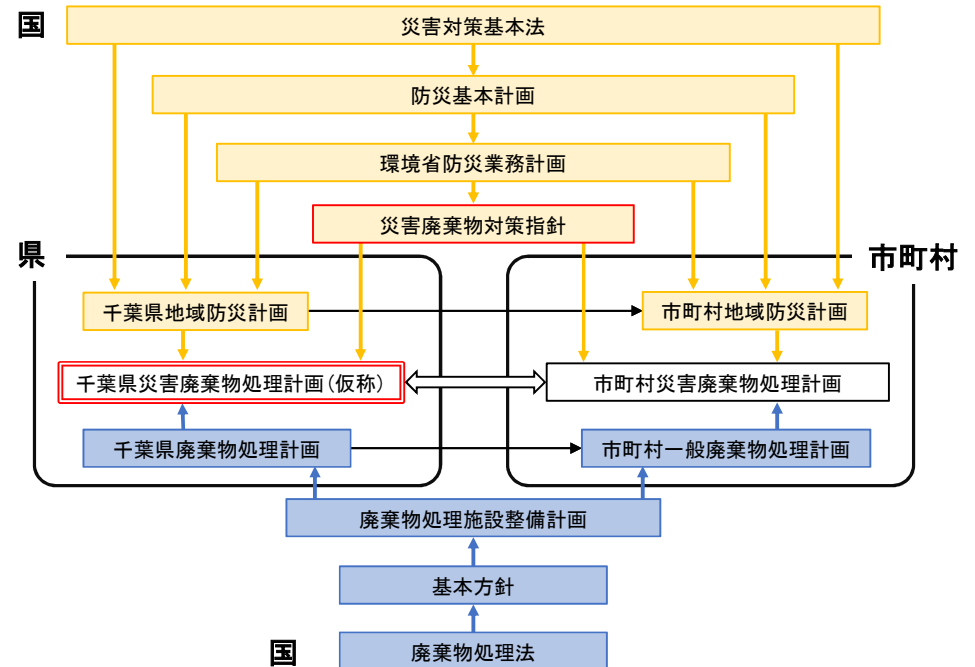 国
災害対策基本法
防災基本計画
環境省防災業務計画
災害廃棄物対策指針
県
市町村
千葉県地域防災計画
市町村地域防災計画
千葉県災害廃棄物処理計画(仮称)
市町村災害廃棄物処理計画
千葉県廃棄物処理計画
市町村一般廃棄物処理計画
廃棄物処理施設整備計画
基本方針
国
廃棄物処理法